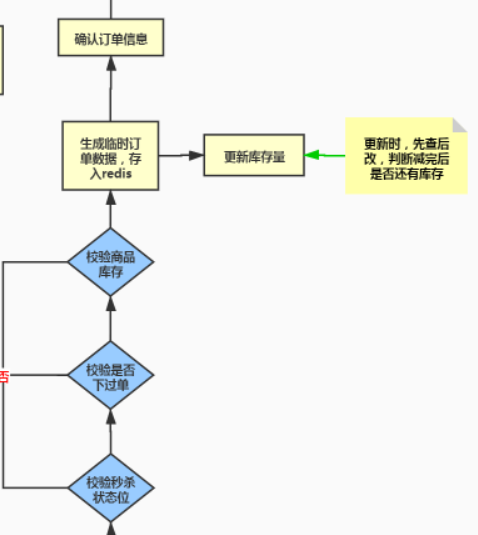 确认订单信息
生成临时订
单数据，存
入redis
更新库存量
更新时，先查后
改，判断减完后
是否还有库存
校验商品
库存
校验是否
下过单
否
校验秒杀
状态位